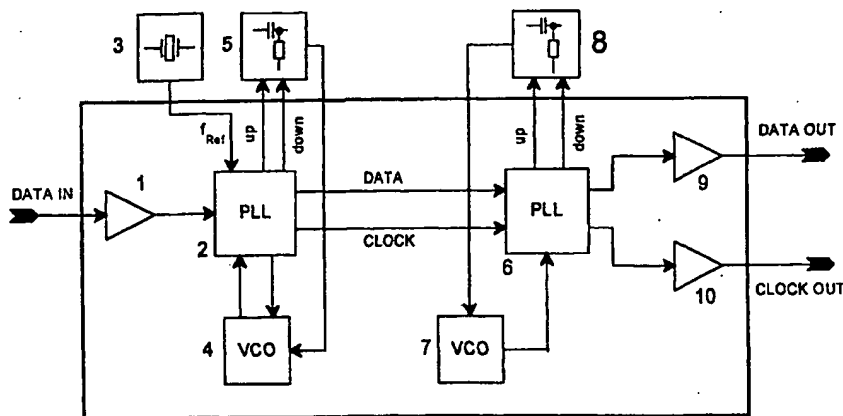 3
5
8
f Ref
up
down
up
down
DATA IN
1
PLL
2
DATA
CLOCK
PLL
6
9
DATA OUT
10
CLOCK OUT
4
VCO
7
VCO